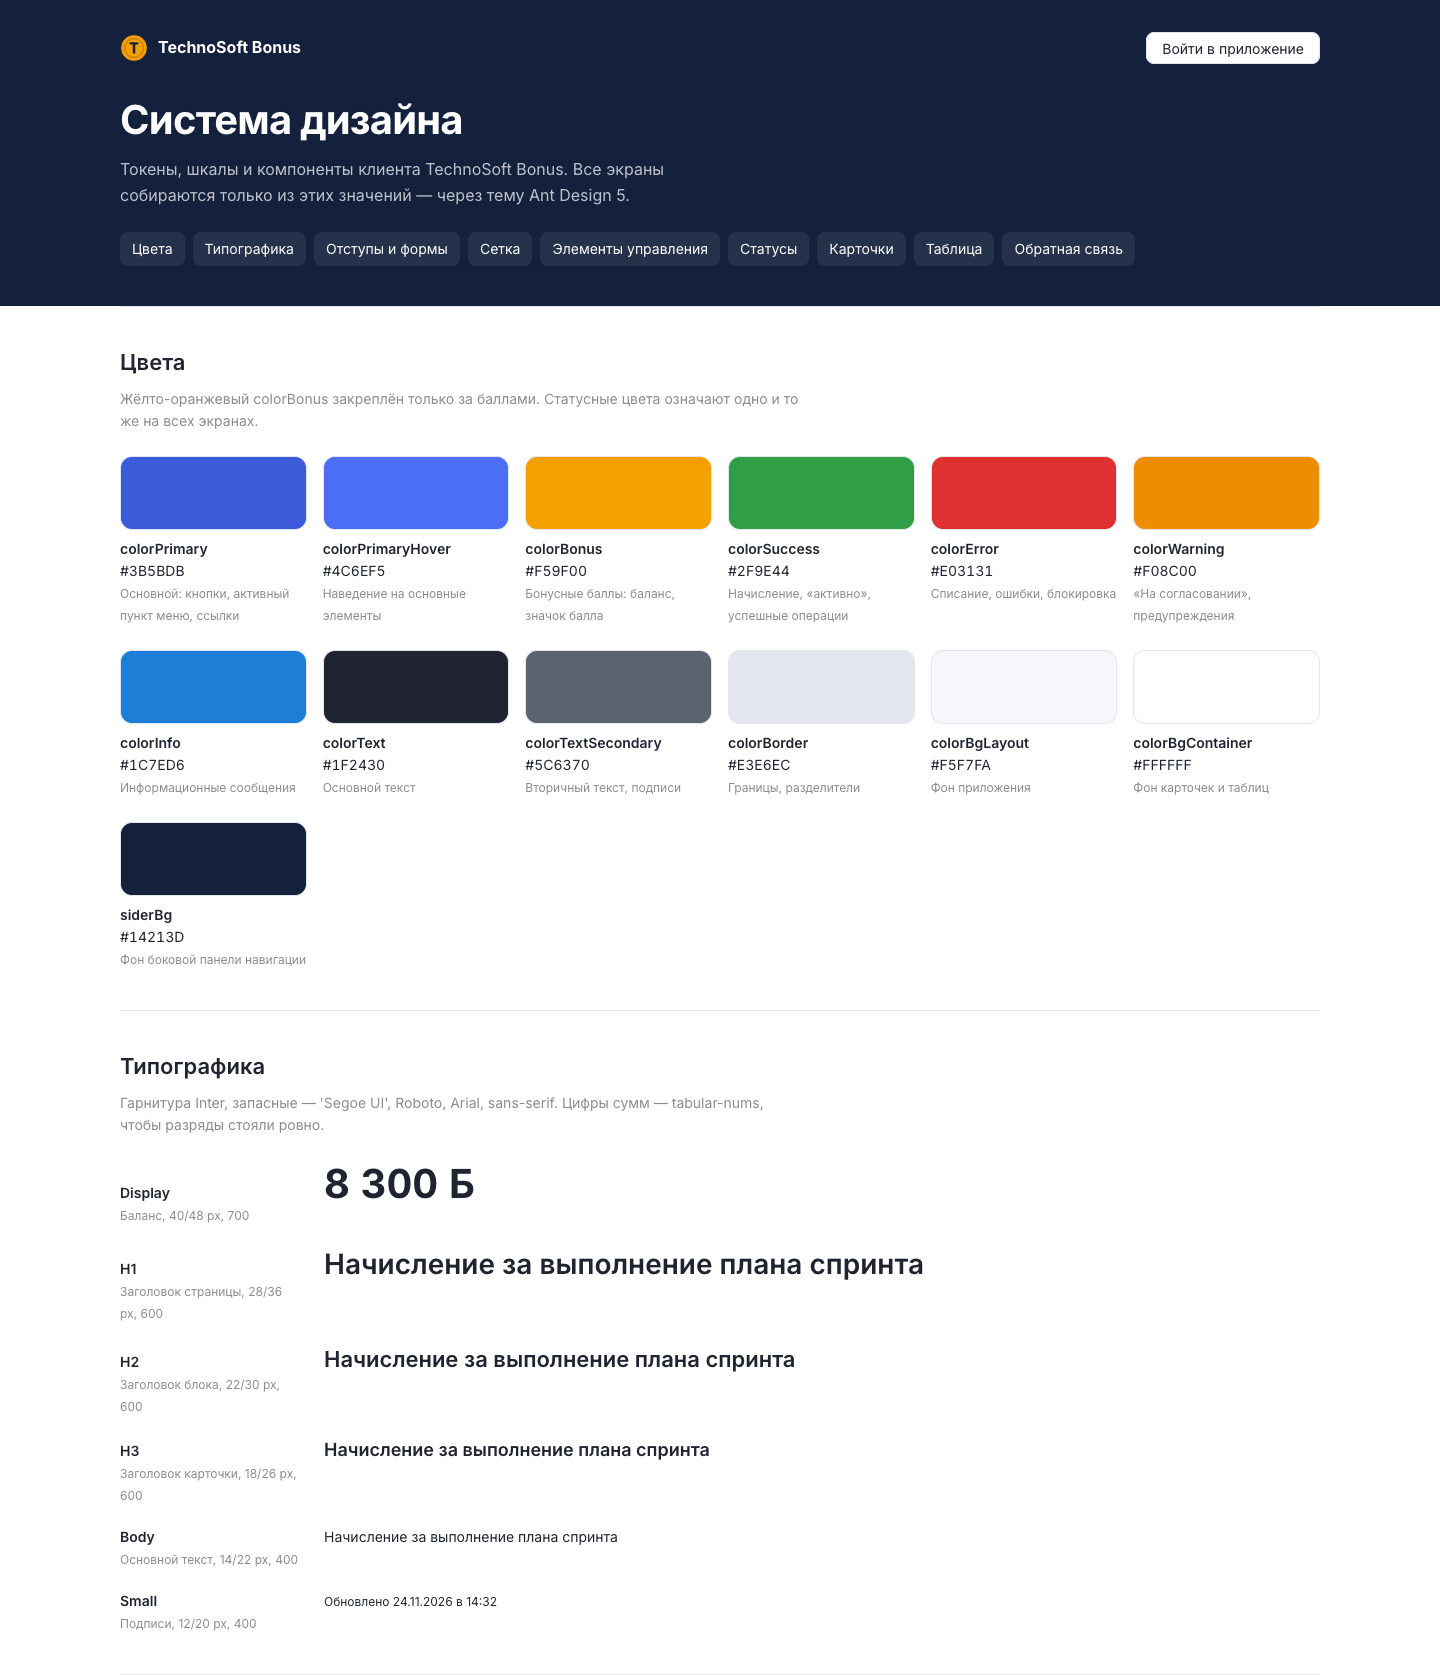 T TechnoSoft Bonus
Войти в приложение
Система дизайна
Токены, шкалы и компоненты клиента TechnoSoft Bonus. Все экраны
собираются только из этих значений — через тему Ant Design 5.
Цвета Типографика Отступы и формы Сетка Элементы управления Статусы Карточки Таблица Обратная связь
Цвета
Жёлто-оранжевый colorBonus закреплён только за баллами. Статусные цвета означают одно и то
же на всех экранах.
colorPrimary
#3B5BDB
Основной: кнопки, активный
пункт меню, ссылки
colorPrimaryHover
#4C6EF5
Наведение на основные
элементы
colorBonus
#F59F00
Бонусные баллы: баланс,
значок балла
colorSuccess
#2F9E44
Начисление, «активно»,
успешные операции
colorError
#E03131
Списание, ошибки, блокировка
colorWarning
#F08C00
«На согласовании»,
предупреждения
colorInfo
#1C7ED6
Информационные сообщения
colorText
#1F2430
Основной текст
colorTextSecondary
#5C6370
Вторичный текст, подписи
colorBorder
#E3E6EC
Границы, разделители
colorBgLayout
#F5F7FA
Фон приложения
colorBgContainer
#FFFFFF
Фон карточек и таблиц
siderBg
#14213D
Фон боковой панели навигации
Типографика
Гарнитура Inter, запасные — 'Segoe UI', Roboto, Arial, sans-serif. Цифры сумм — tabular-nums,
чтобы разряды стояли ровно.
Display
Баланс, 40/48 px, 700
8 300 Б
H1
Заголовок страницы, 28/36
px, 600
Начисление за выполнение плана спринта
H2
Заголовок блока, 22/30 px,
600
Начисление за выполнение плана спринта
H3
Заголовок карточки, 18/26 px,
600
Начисление за выполнение плана спринта
Body
Основной текст, 14/22 px, 400
Начисление за выполнение плана спринта
Small
Подписи, 12/20 px, 400
Обновлено 24.11.2026 в 14:32